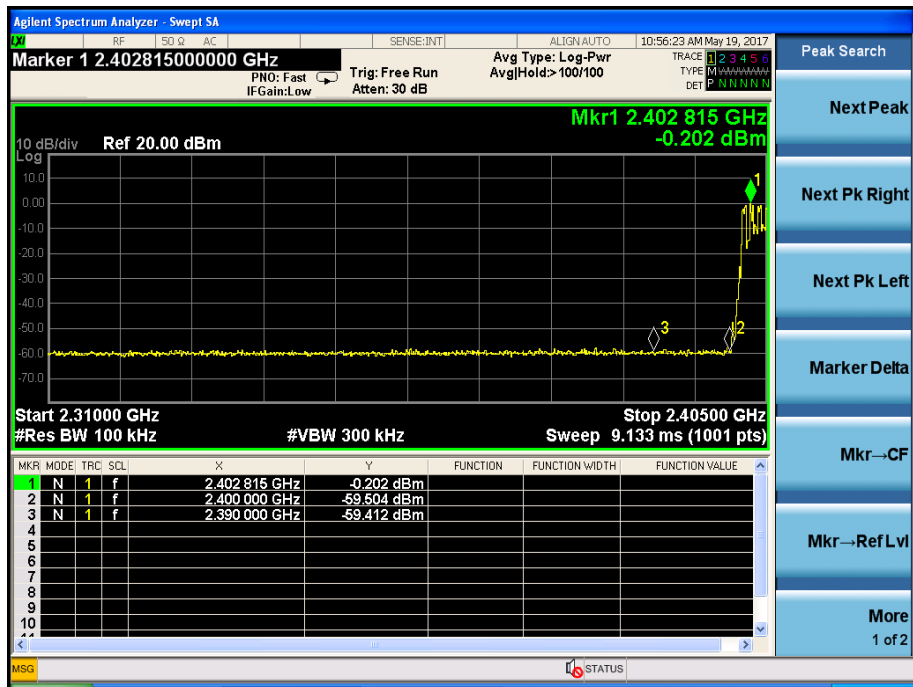 Agilent Spectrum Analyzer - Swept SA
LXI RF 50 Ω AC SENSE:INT ALIGN AUTO 10:56:23 AM May 19, 2017
Marker 1 2.402815000000 GHz
PNO: Fast
IFGain:Low
Trig: Free Run
Atten: 30 dB
Avg Type: Log-Pwr
Avg|Hold:>100/100
TRACE 1 2 3 4 5 6
TYPE M
DET P N N N N N
Peak Search
Next Peak
Next Pk Right
Next Pk Left
Marker Delta
Mkr→CF
Mkr→Ref Lvl
More
1 of 2
Mkr1 2.402 815 GHz
-0.202 dBm
10 dB/div Ref 20.00 dBm
Log
10.0
0.00
-10.0
-20.0
-30.0
-40.0
-50.0
-60.0
-70.0
1
3
2
Start 2.31000 GHz Stop 2.40500 GHz
#Res BW 100 kHz #VBW 300 kHz Sweep 9.133 ms (1001 pts)
MKR MODE TRC SCL X Y FUNCTION FUNCTION WIDTH FUNCTION VALUE
1 N 1 f 2.402 815 GHz -0.202 dBm
2 N 1 f 2.400 000 GHz -59.504 dBm
3 N 1 f 2.390 000 GHz -59.412 dBm
4
5
6
7
8
9
10
11
MSG STATUS